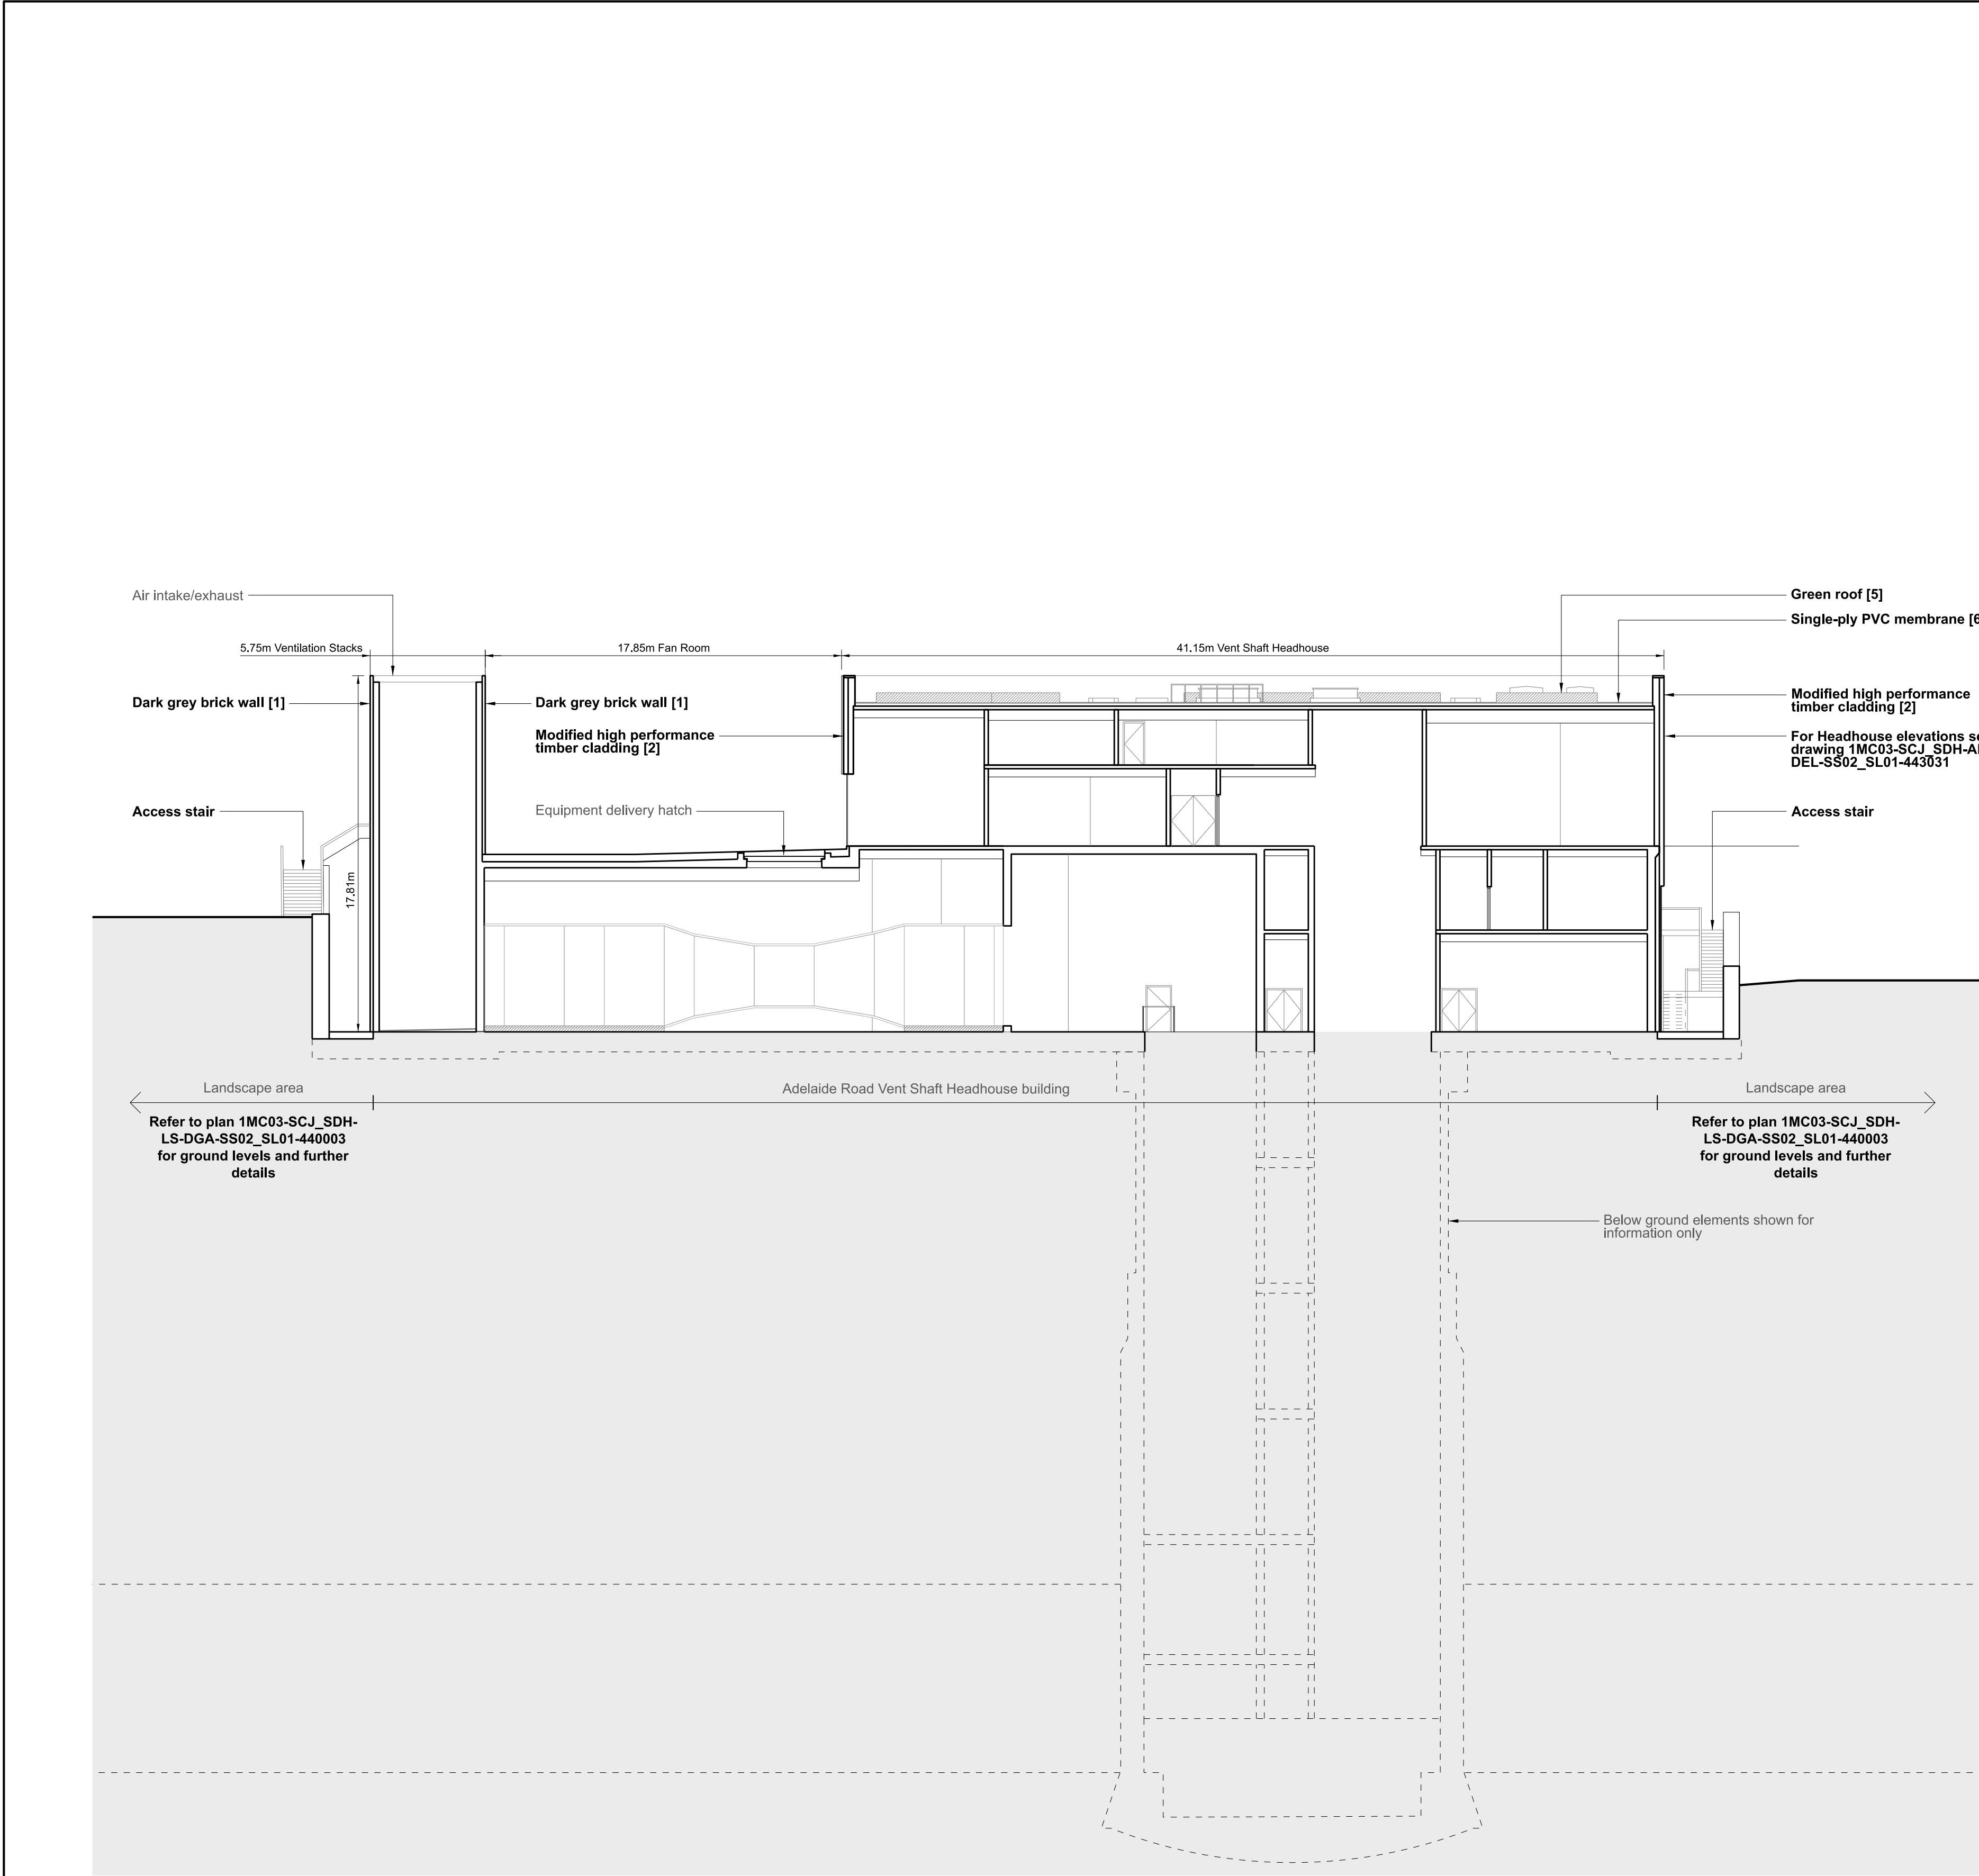 Air intake/exhaust
Green roof [5]
Single-ply PVC membrane [6
5.75m Ventilation Stacks
17.85m Fan Room
41.15m Vent Shaft Headhouse
Dark grey brick wall [1]
Dark grey brick wall [1]
Modified high performance
timber cladding [2]
Modified high performance
timber cladding [2]
For Headhouse elevations se
drawing 1MC03-SCJ_SDH-A
DEL-SS02_SL01-443031
Access stair
Equipment delivery hatch
Access stair
17.81m
Landscape area
Adelaide Road Vent Shaft Headhouse building
Landscape area
Refer to plan 1MC03-SCJ_SDH-
LS-DGA-SS02_SL01-440003
for ground levels and further
details
Refer to plan 1MC03-SCJ_SDH-
LS-DGA-SS02_SL01-440003
for ground levels and further
details
Below ground elements shown for
information only